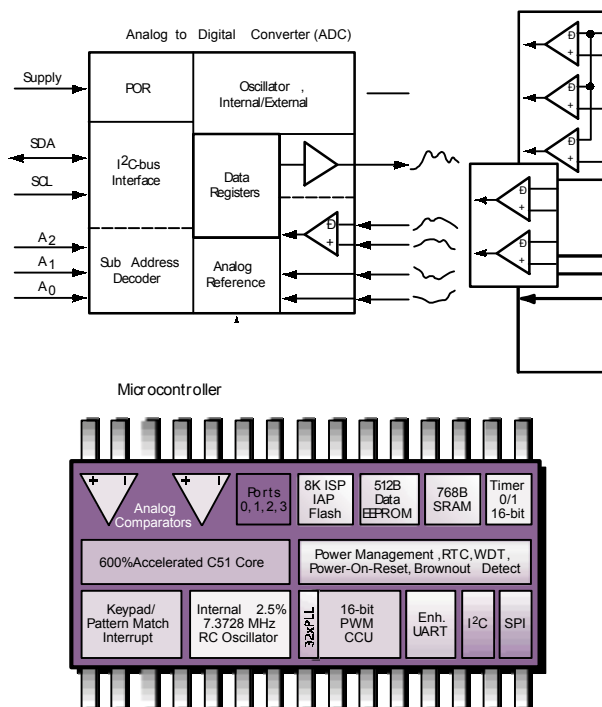 Analog to Digital Converter (ADC)
Supply
POR
Oscillator ,
Internal/External
SDA
SCL
I²C-bus
Interface
Data
Registers
A2
A1
A0
Sub Address
Decoder
Analog
Reference
Ð
+
Ð
+
Ð
+
Ð
+
Ð
+
Ð
+
Microcontroller
+ –
+ –
Analog
Comparators
Ports
0, 1, 2, 3
8K ISP
IAP
Flash
512B
Data
EEPROM
768B
SRAM
Timer
0/1
16-bit
600%Accelerated C51 Core
Power Management ,RTC,WDT,
Power-On-Reset, Brownout Detect
Keypad/
Pattern Match
Interrupt
Internal 2.5%
7.3728 MHz
RC Oscillator
32xPLL
16-bit
PWM
CCU
Enh.
UART
I²C
SPI